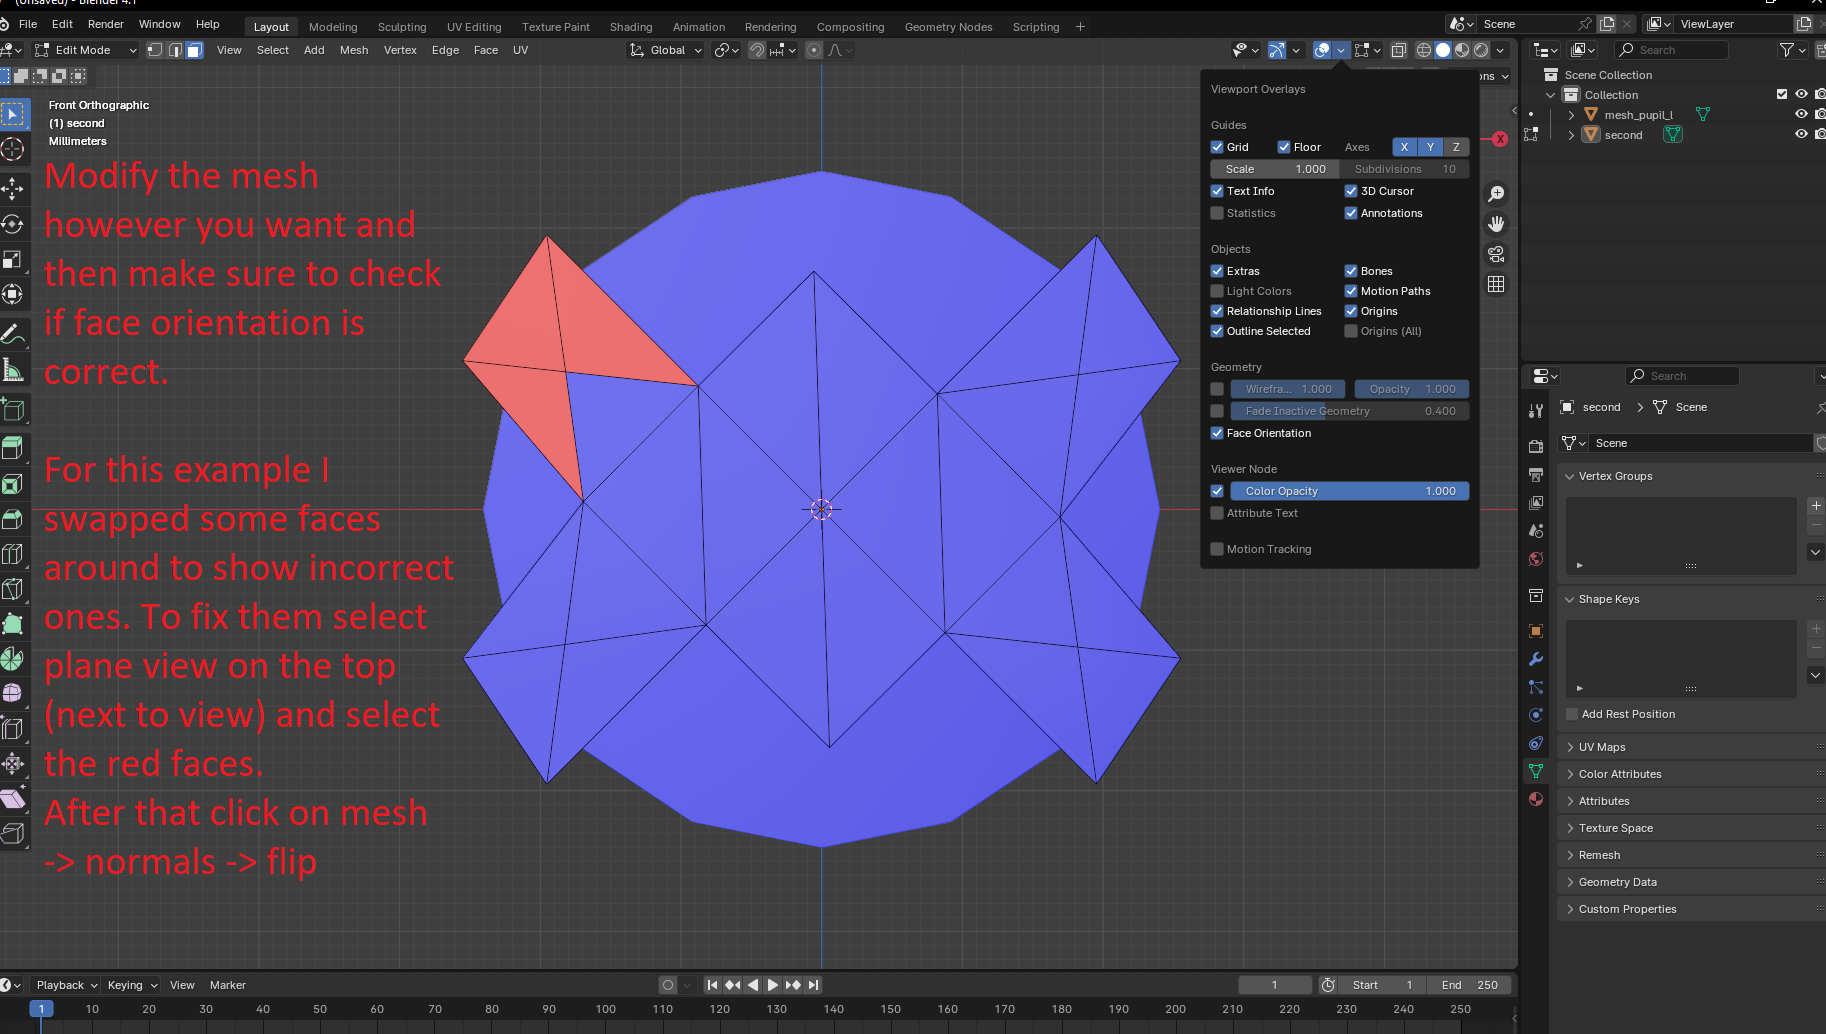 (Unsaved) - Blender 4.1
File Edit Render Window Help
Layout Modeling Sculpting UV Editing Texture Paint Shading Animation Rendering Compositing Geometry Nodes Scripting +
Scene
ViewLayer
Edit Mode View Select Add Mesh Vertex Edge Face UV
Global
Search
ons
Front Orthographic
(1) second
Millimeters
Modify the mesh
however you want and
then make sure to check
if face orientation is
correct.
For this example I
swapped some faces
around to show incorrect
ones. To fix them select
plane view on the top
(next to view) and select
the red faces.
After that click on mesh
-> normals -> flip
Viewport Overlays
Guides
Grid Floor Axes X Y Z
Scale 1.000 Subdivisions 10
Text Info 3D Cursor
Statistics Annotations
Objects
Extras Bones
Light Colors Motion Paths
Relationship Lines Origins
Outline Selected Origins (All)
Geometry
Wirefra... 1.000 Opacity 1.000
Fade Inactive Geometry 0.400
Face Orientation
Viewer Node
Color Opacity 1.000
Attribute Text
Motion Tracking
X
Scene Collection
Collection
mesh_pupil_l
second
Search
second > Scene
Scene
Vertex Groups
Shape Keys
Add Rest Position
UV Maps
Color Attributes
Attributes
Texture Space
Remesh
Geometry Data
Custom Properties
Playback Keying View Marker
1 Start 1 End 250
1 10 20 30 40 50 60 70 80 90 100 110 120 130 140 150 160 170 180 190 200 210 220 230 240 250